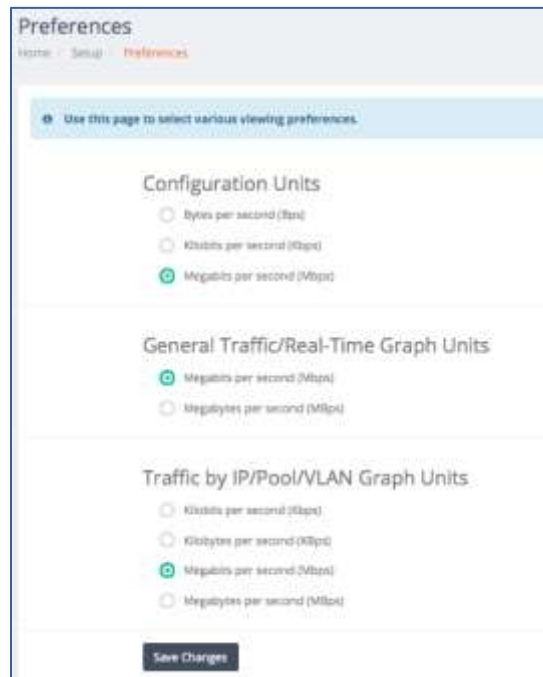 Preferences
Home Setup Preferences
Use this page to select various viewing preferences.
Configuration Units
Bytes per second (Bps)
Kilobits per second (Kbps)
Megabits per second (Mbps)
General Traffic/Real-Time Graph Units
Megabits per second (Mbps)
Megabytes per second (MBps)
Traffic by IP/Pool/VLAN Graph Units
Kilobits per second (Kbps)
Kilobytes per second (KBps)
Megabits per second (Mbps)
Megabytes per second (MBps)
Save Changes